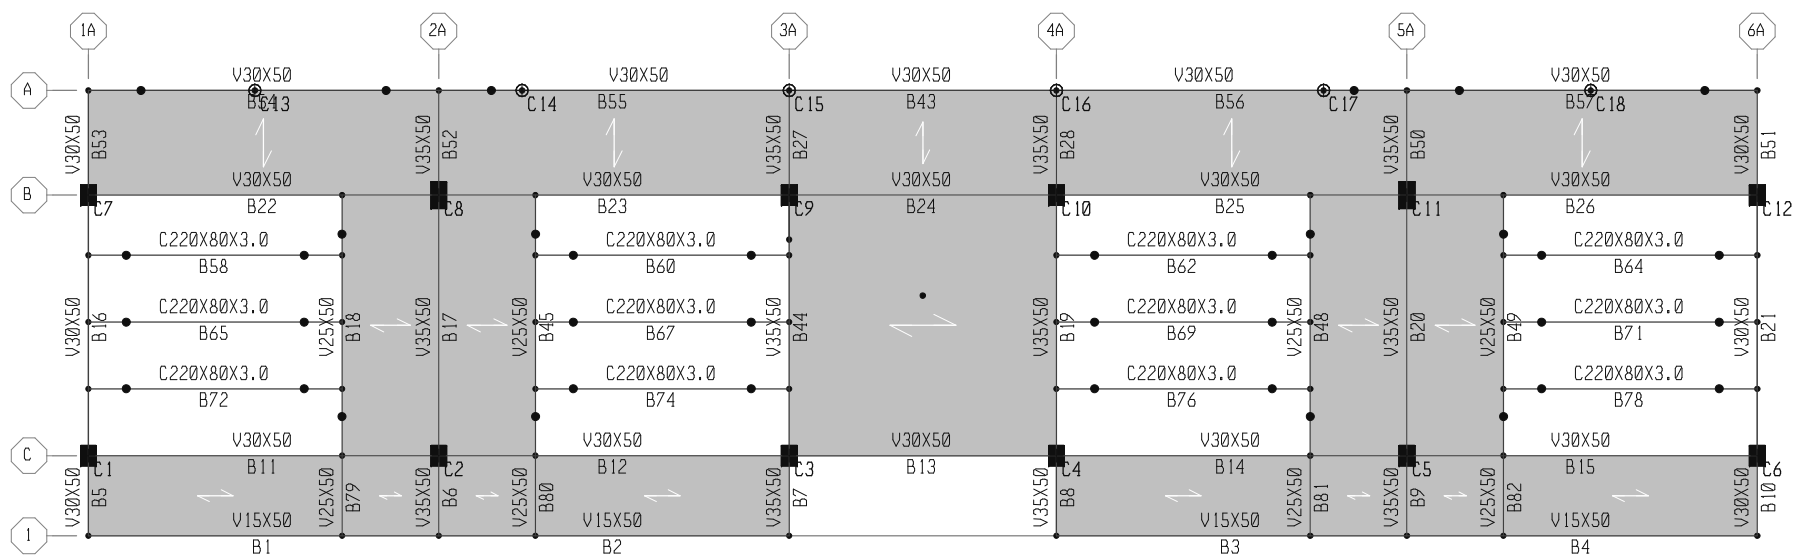 1A 2A 3A 4A 5A 6A
A
V30X50 V30X50 V30X50 V30X50 V30X50
C13 B55 C14 C15 B43 C16 B56 C17 B57 C18
V30X50 B53 V35X50 B52 V35X50 B27 V35X50 B28 V35X50 B50 V30X50 B51
B
V30X50 V30X50 V30X50 V30X50 V30X50
C7 B22 C8 B23 C9 B24 C10 B25 C11 B26 C12
C220X80X3.0 C220X80X3.0 C220X80X3.0 C220X80X3.0
B58 B60 B62 B64
C220X80X3.0 C220X80X3.0 C220X80X3.0 C220X80X3.0
B65 B67 B69 B71
V30X50 B16 V25X50 B18 V35X50 B17 V25X50 B45 V35X50 B44 V35X50 B19 V25X50 B48 V35X50 B20 V25X50 B49 V30X50 B21
C220X80X3.0 C220X80X3.0 C220X80X3.0 C220X80X3.0
B72 B74 B76 B78
C
V30X50 V30X50 V30X50 V30X50 V30X50
C1 B11 C2 B12 C3 B13 C4 B14 C5 B15 C6
V30X50 B5 V25X50 B79 V35X50 B6 V25X50 B80 V35X50 B7 V35X50 B8 V25X50 B81 V35X50 B9 V25X50 B82 V30X50 B10
V15X50 V15X50 V15X50 V15X50
1
B1 B2 B3 B4